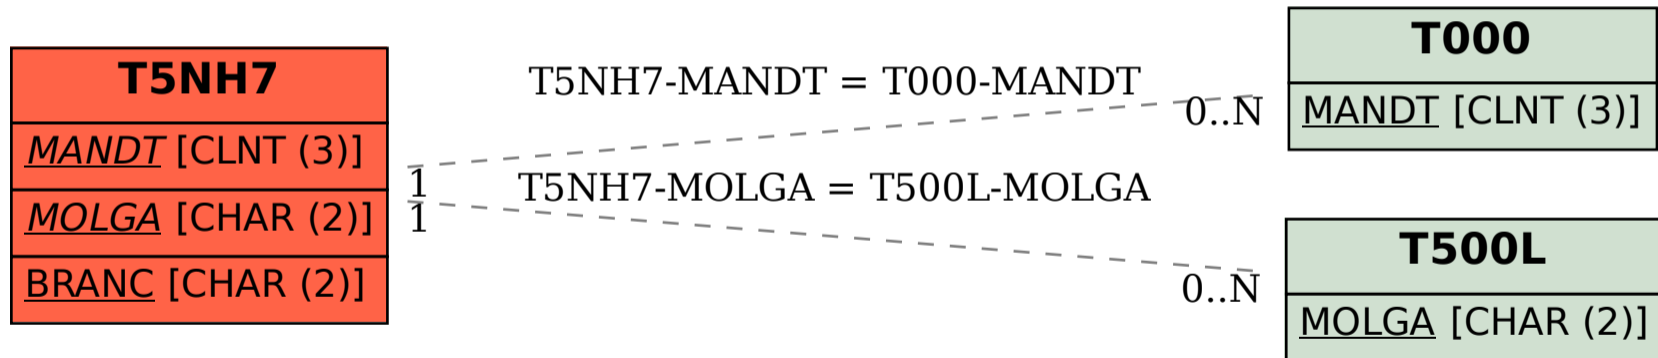 T5NH7
MANDT [CLNT (3)]
MOLGA [CHAR (2)]
BRANC [CHAR (2)]
T5NH7-MANDT = T000-MANDT
0..N
1
T5NH7-MOLGA = T500L-MOLGA
1
0..N
T000
MANDT [CLNT (3)]
T500L
MOLGA [CHAR (2)]